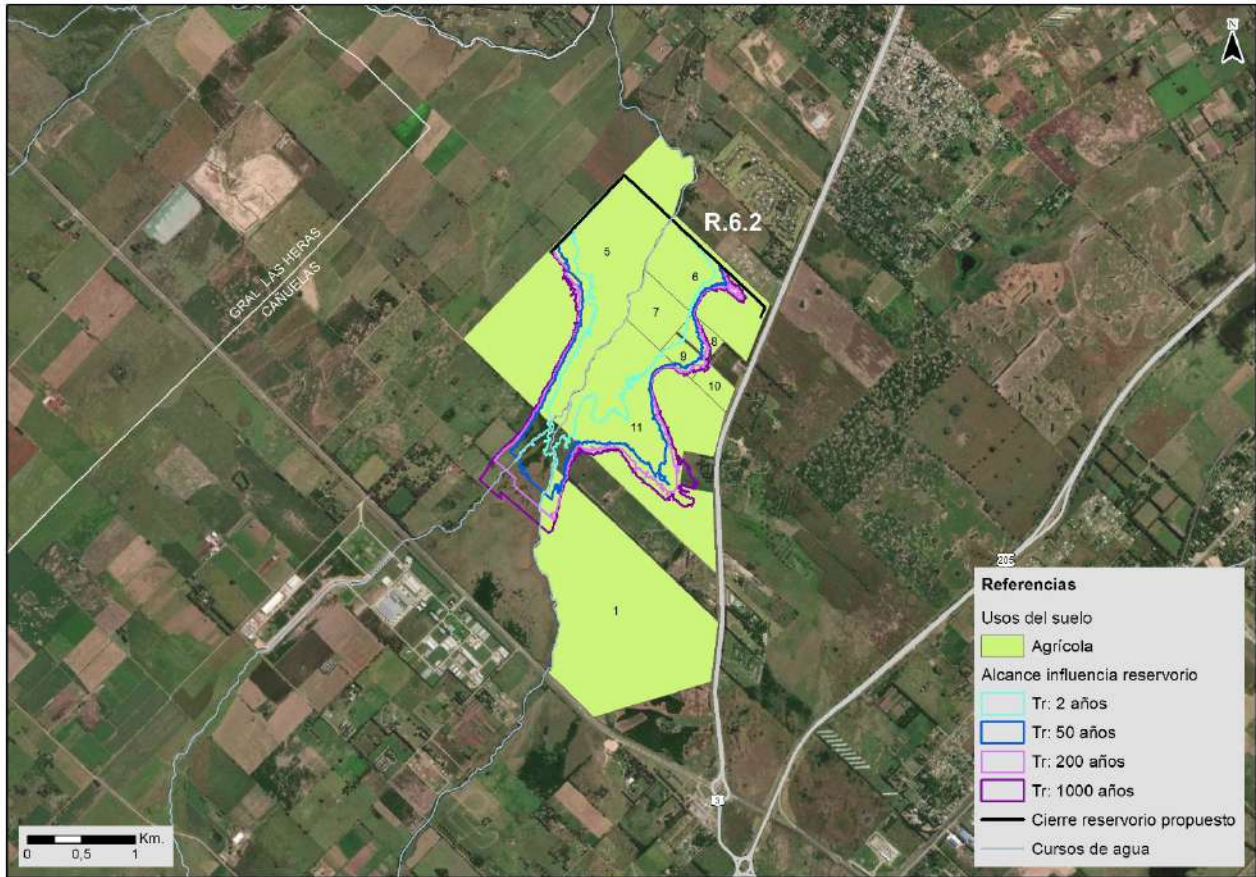 N
R.6.2
GRAL. LAS HERAS
CAÑUELAS
5
6
7
8
9
10
11
1
205
3
Referencias
Usos del suelo
Agrícola
Alcance influencia reservorio
Tr: 2 años
Tr: 50 años
Tr: 200 años
Tr: 1000 años
Cierre reservorio propuesto
Cursos de agua
Km.
0 0,5 1